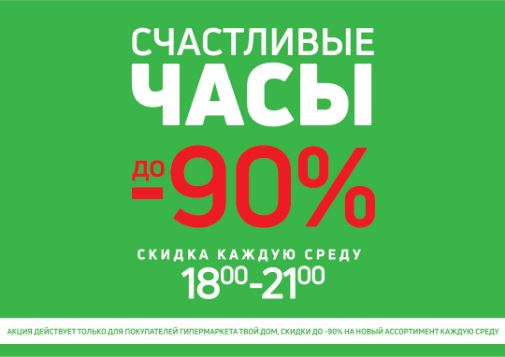 СЧАСТЛИВЫЕ
ЧАСЫ
ДО
-90%
СКИДКА КАЖДУЮ СРЕДУ
18⁰⁰-21⁰⁰
АКЦИЯ ДЕЙСТВУЕТ ТОЛЬКО ДЛЯ ПОКУПАТЕЛЕЙ ГИПЕРМАРКЕТА ТВОЙ ДОМ, СКИДКИ ДО -90% НА НОВЫЙ АССОРТИМЕНТ КАЖДУЮ СРЕДУ